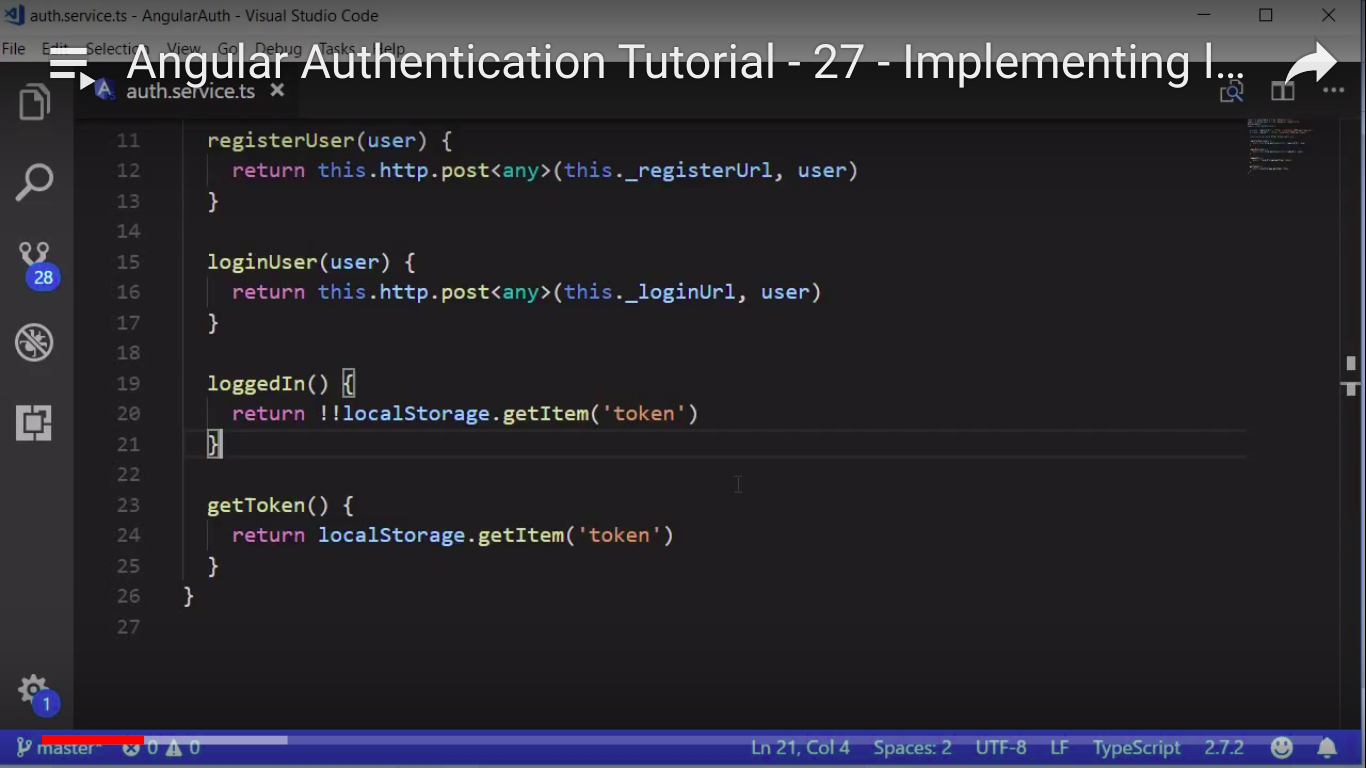 auth.service.ts - AngularAuth - Visual Studio Code
File Edit Selection View Go Debug Tasks Help
Angular Authentication Tutorial - 27 - Implementing l...
auth.service.ts
11 registerUser(user) {
12 return this.http.post<any>(this._registerUrl, user)
13 }
14
15 loginUser(user) {
16 return this.http.post<any>(this._loginUrl, user)
17 }
18
19 loggedIn() {
20 return !!localStorage.getItem('token')
21 }
22
23 getToken() {
24 return localStorage.getItem('token')
25 }
26 }
27
28
1
master* 0 0 Ln 21, Col 4 Spaces: 2 UTF-8 LF TypeScript 2.7.2